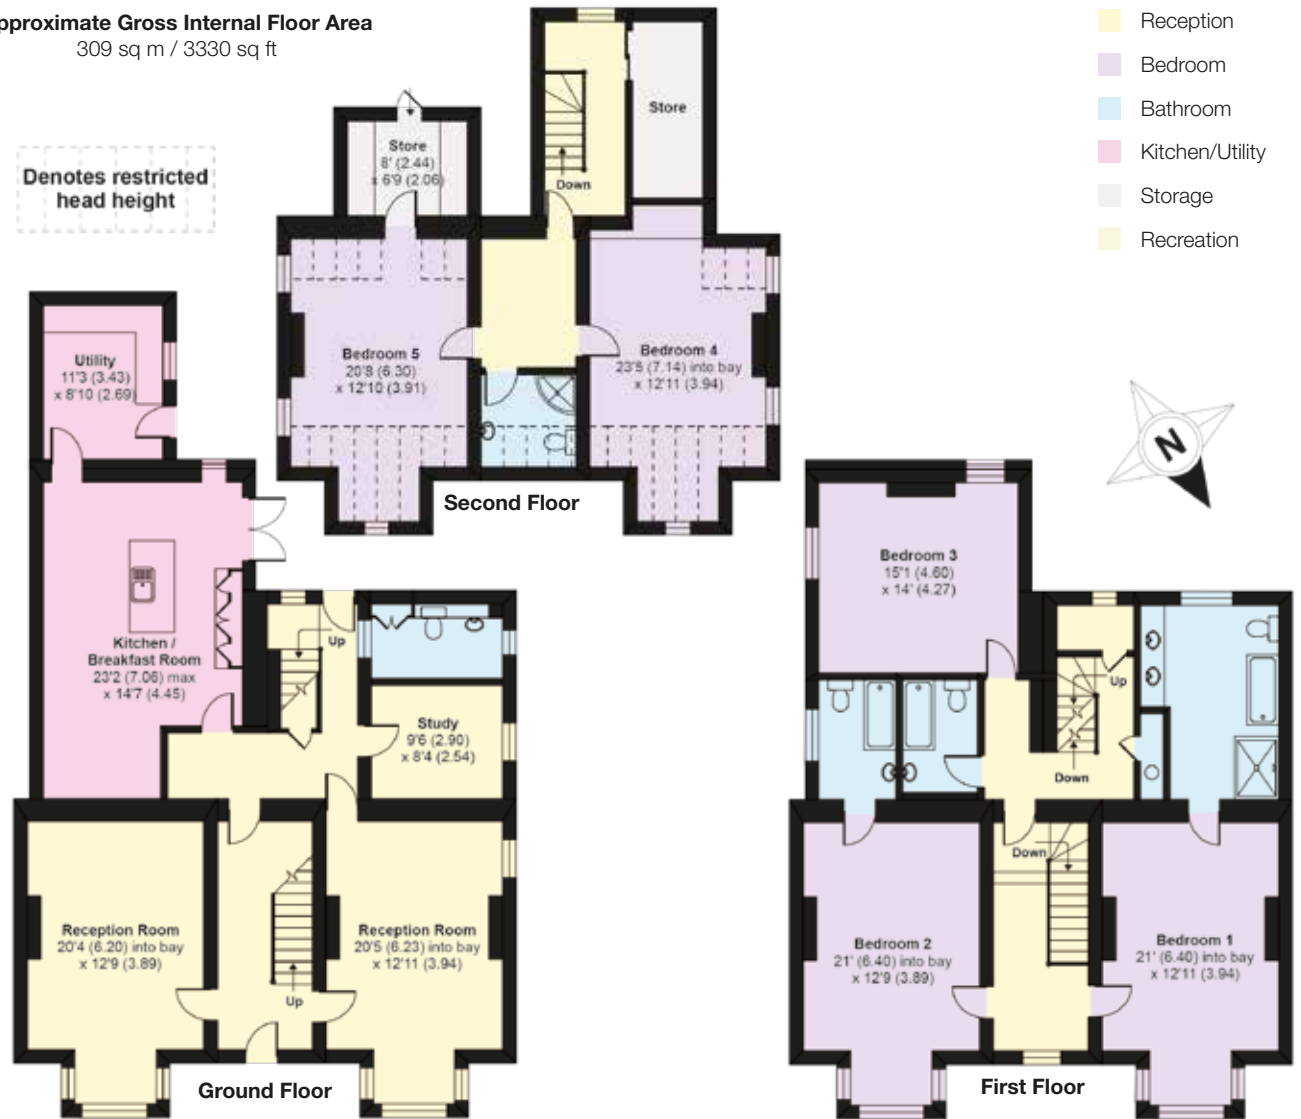 pproximate Gross Internal Floor Area
309 sq m / 3330 sq ft
Denotes restricted
head height
Reception
Bedroom
Bathroom
Kitchen/Utility
Storage
Recreation
Store
Down
Store
8' (2.44)
x 6'9 (2.06)
Bedroom 5
20'8 (6.30)
x 12'10 (3.91)
Bedroom 4
23'5 (7.14) into bay
x 12'11 (3.94)
Second Floor
N
Utility
11'3 (3.43)
x 8'10 (2.69)
Kitchen /
Breakfast Room
23'2 (7.06) max
x 14'7 (4.45)
Up
Study
9'6 (2.90)
x 8'4 (2.54)
Reception Room
20'4 (6.20) into bay
x 12'9 (3.89)
Up
Reception Room
20'5 (6.23) into bay
x 12'11 (3.94)
Ground Floor
Bedroom 3
15'1 (4.60)
x 14' (4.27)
Up
Down
Down
Bedroom 2
21' (6.40) into bay
x 12'9 (3.89)
Bedroom 1
21' (6.40) into bay
x 12'11 (3.94)
First Floor